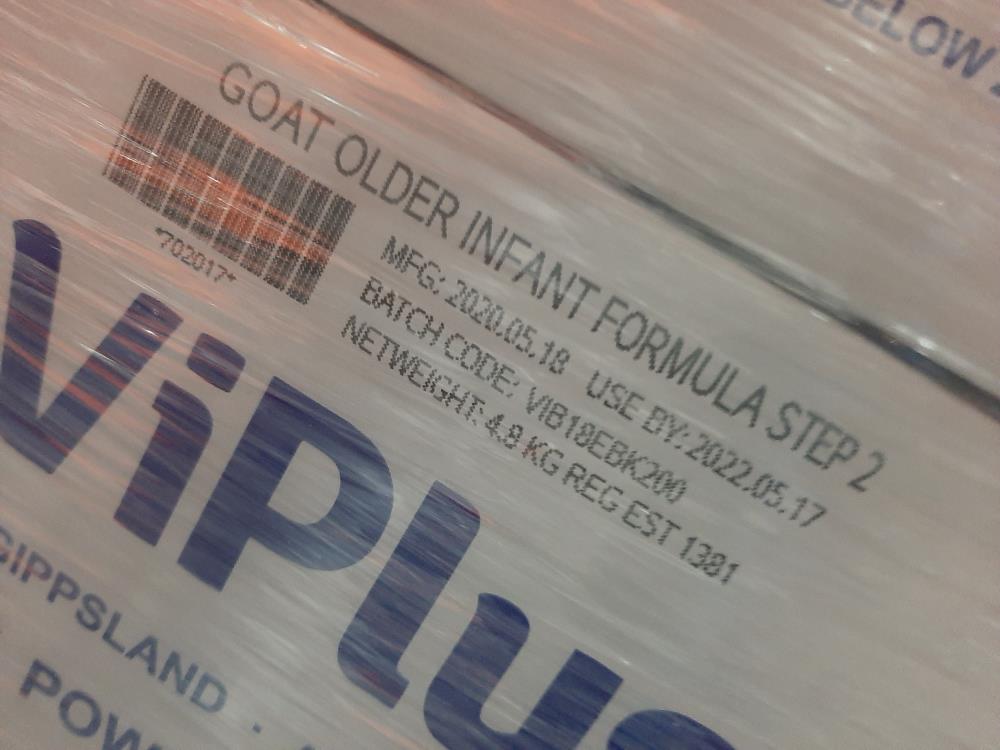 BELOW
GOAT OLDER INFANT FORMULA STEP 2
*702017*
MFG: 2020.05.18 USE BY: 2022.05.17
BATCH CODE: VIB18EBK200
NETWEIGHT: 4.8 KG REG EST 1381
ViPlus
GIPPSLAND ·